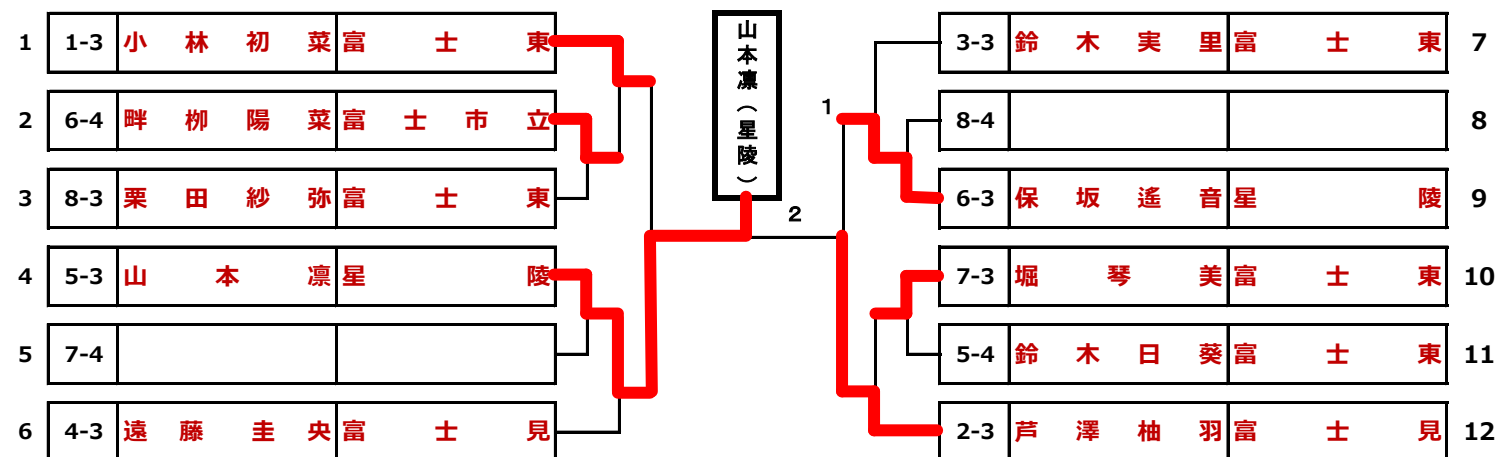 1 1-3 小林初菜 富士東
2 6-4 畔栁陽菜 富士市立
3 8-3 栗田紗弥 富士東
4 5-3 山本凛 星陵
5 7-4
6 4-3 遠藤圭央 富士見
山本凛（星陵）
1
2
3-3 鈴木実里 富士東 7
8-4 8
6-3 保坂遙音 星陵 9
7-3 堀琴美 富士東 10
5-4 鈴木日葵 富士東 11
2-3 芦澤柚羽 富士見 12